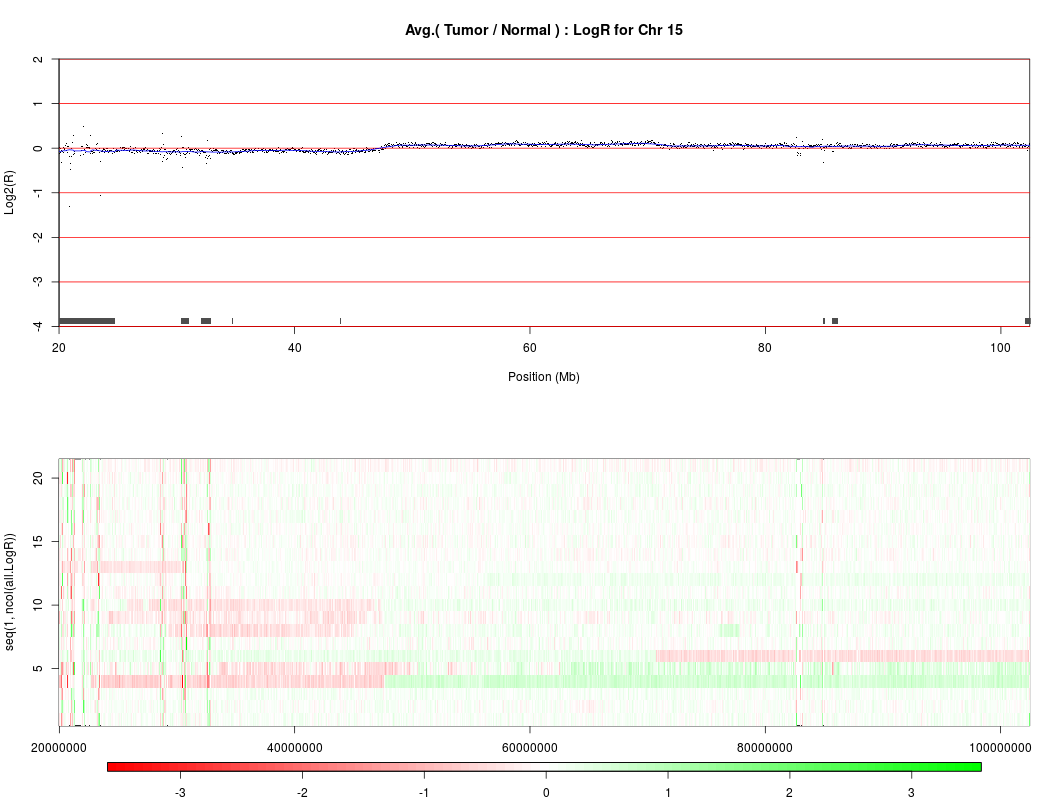 Avg.( Tumor / Normal ) : LogR for Chr 15
Log2(R)
2
1
0
-1
-2
-3
-4
20 40 60 80 100
Position (Mb)
seq(1, ncol(all.LogR))
20
15
10
5
20000000 40000000 60000000 80000000 100000000
-3 -2 -1 0 1 2 3